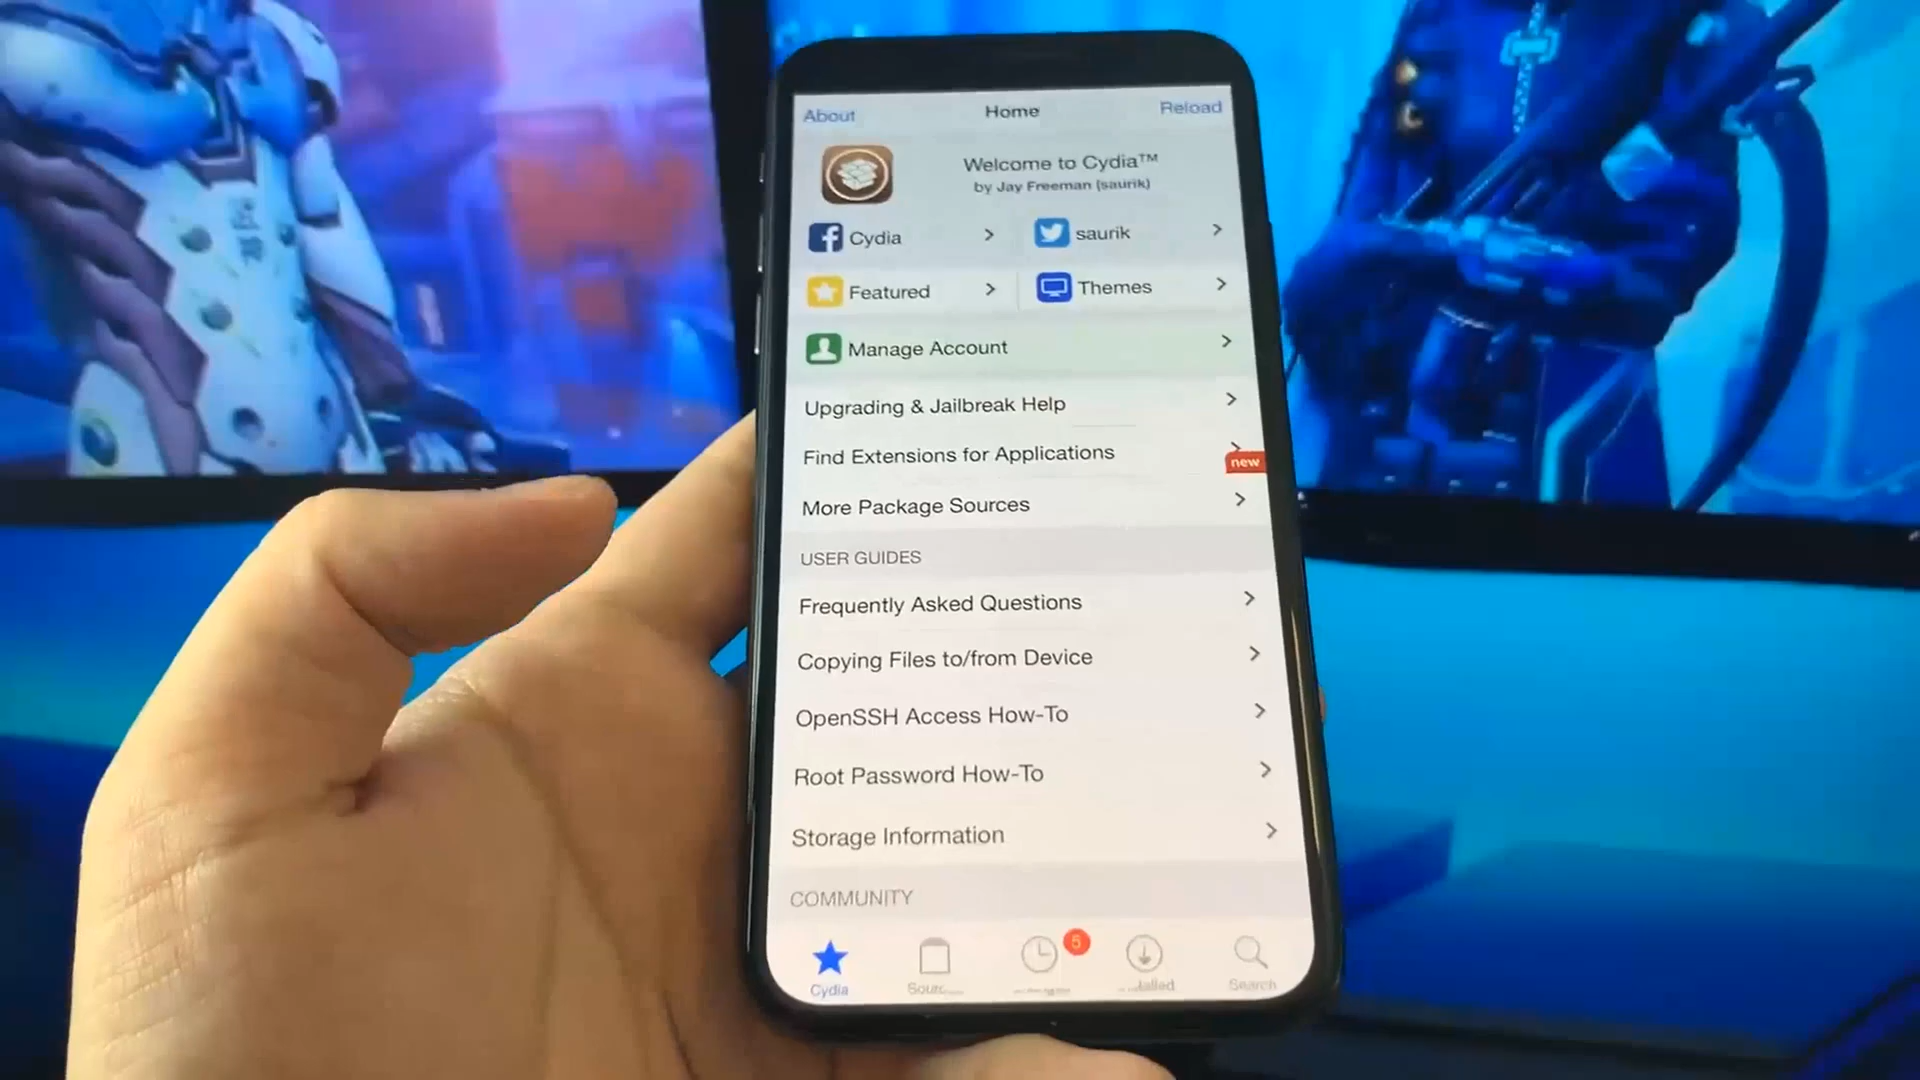 About Home Reload
Welcome to Cydia™
by Jay Freeman (saurik)
Cydia
saurik
Featured
Themes
Manage Account
Upgrading & Jailbreak Help
Find Extensions for Applications
new
More Package Sources
USER GUIDES
Frequently Asked Questions
Copying Files to/from Device
OpenSSH Access How-To
Root Password How-To
Storage Information
COMMUNITY
5
Cydia
Search